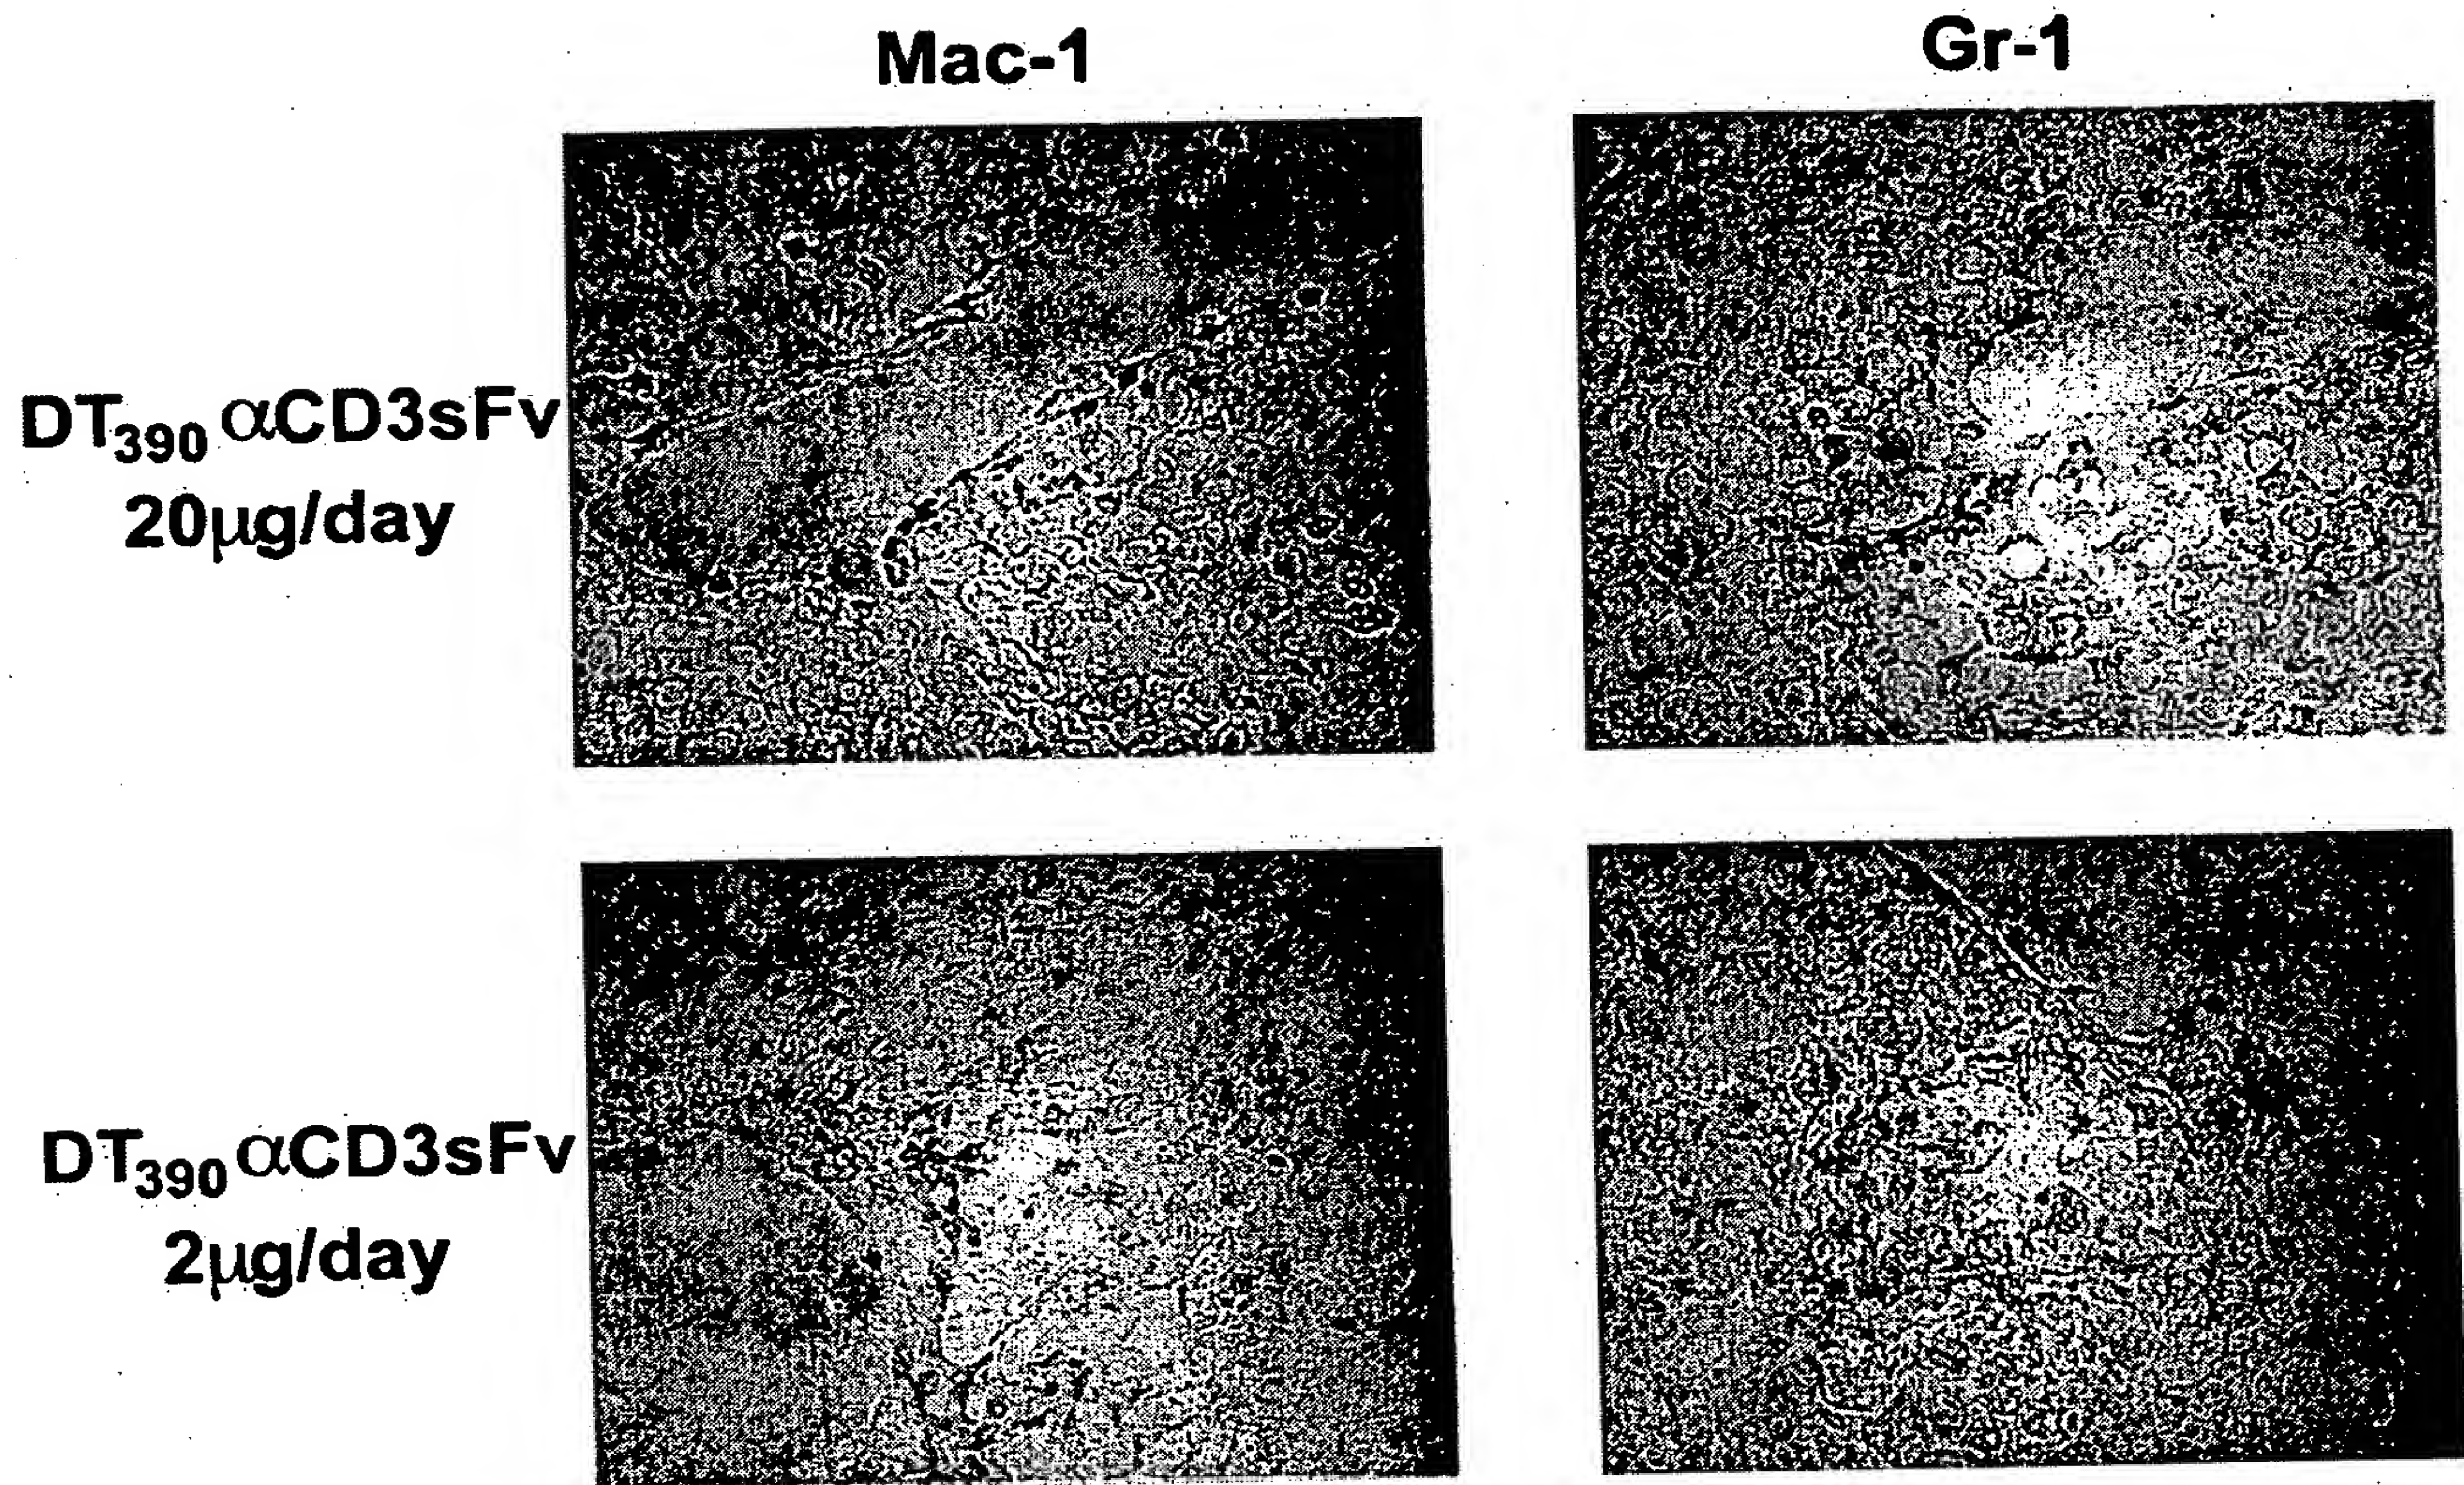 Mac-1
Gr-1
DT390 αCD3sFv
20μg/day
DT390 αCD3sFv
2μg/day